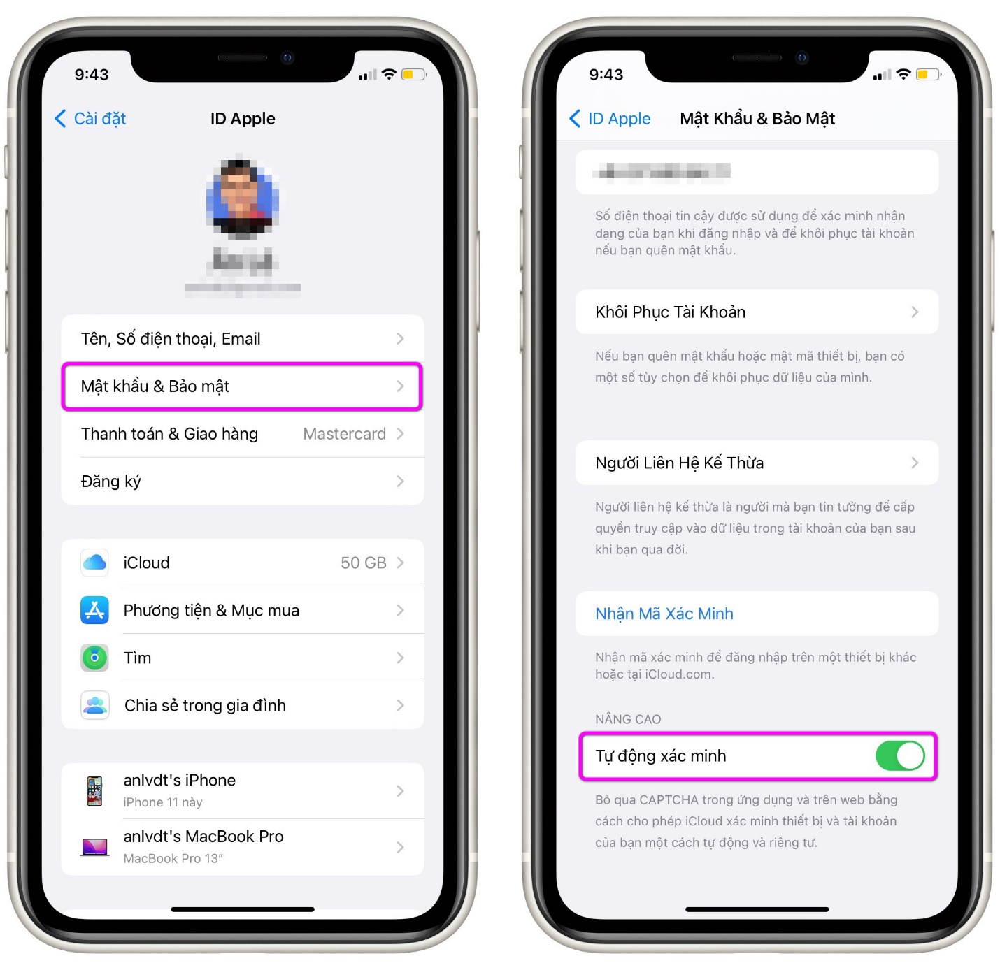 9:43
Cài đặt
ID Apple
Tên, Số điện thoại, Email
Mật khẩu & Bảo mật
Thanh toán & Giao hàng
Mastercard
Đăng ký
iCloud
50 GB
Phương tiện & Mục mua
Tìm
Chia sẻ trong gia đình
anlvdt's iPhone
iPhone 11 này
anlvdt's MacBook Pro
MacBook Pro 13”
9:43
ID Apple
Mật Khẩu & Bảo Mật
Số điện thoại tin cậy được sử dụng để xác minh nhận
dạng của bạn khi đăng nhập và để khôi phục tài khoản
nếu bạn quên mật khẩu.
Khôi Phục Tài Khoản
Nếu bạn quên mật khẩu hoặc mật mã thiết bị, bạn có
một số tùy chọn để khôi phục dữ liệu của mình.
Người Liên Hệ Kế Thừa
Người liên hệ kế thừa là người mà bạn tin tưởng để cấp
quyền truy cập vào dữ liệu trong tài khoản của bạn sau
khi bạn qua đời.
Nhận Mã Xác Minh
Nhận mã xác minh để đăng nhập trên một thiết bị khác
hoặc tại iCloud.com.
NÂNG CAO
Tự động xác minh
Bỏ qua CAPTCHA trong ứng dụng và trên web bằng
cách cho phép iCloud xác minh thiết bị và tài khoản
của bạn một cách tự động và riêng tư.